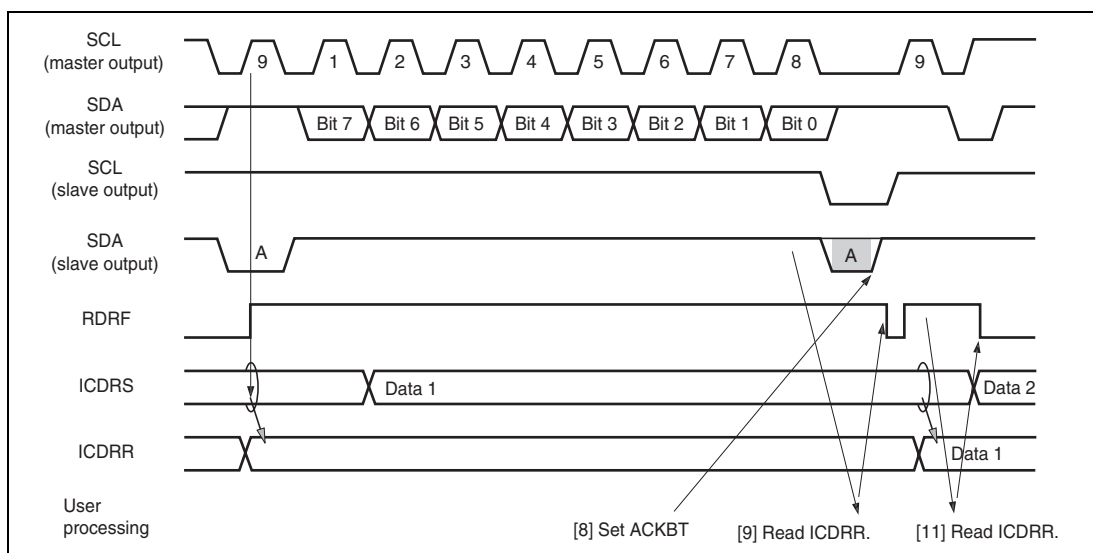 SCL
(master output)
9 1 2 3 4 5 6 7 8 9
SDA
(master output)
Bit 7 Bit 6 Bit 5 Bit 4 Bit 3 Bit 2 Bit 1 Bit 0
SCL
(slave output)
SDA
(slave output)
A A
RDRF
ICDRS
Data 1 Data 2
ICDRR
Data 1
User
processing
[8] Set ACKBT [9] Read ICDRR. [11] Read ICDRR.